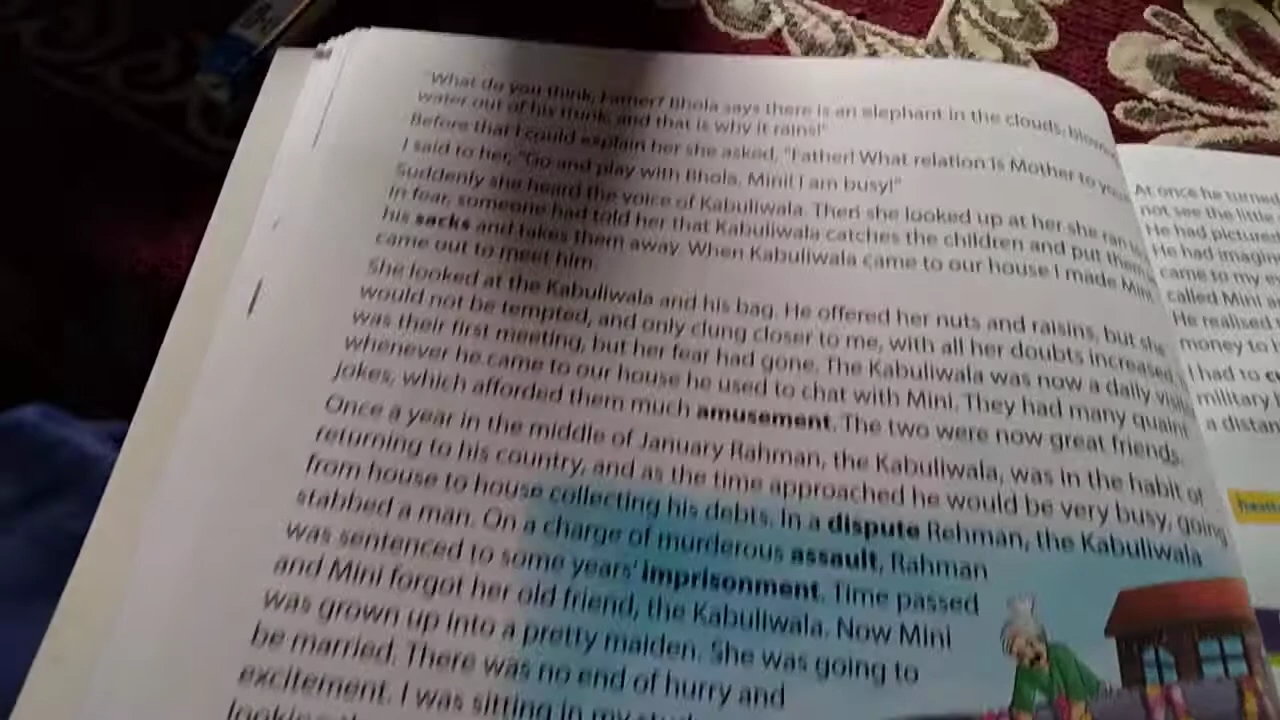 "What do you think, Father? Bhola says there is an elephant in the clouds, blowing
water out of his trunk, and that is why it rains!"
Before that I could explain her she asked, "Father! What relation is Mother to you
I said to her, "Go and play with Bhola, Mini! I am busy!"
Suddenly she heard the voice of Kabuliwala. Then she looked up at her she ran
In fear, someone had told her that Kabuliwala catches the children and put them
his sacks and takes them away. When Kabuliwala came to our house I made Mini
came out to meet him.
She looked at the Kabuliwala and his bag. He offered her nuts and raisins, but she
would not be tempted, and only clung closer to me, with all her doubts increased.
was their first meeting, but her fear had gone. The Kabuliwala was now a daily
whenever he came to our house he used to chat with Mini. They had many quaint
jokes, which afforded them much amusement. The two were now great friends.
Once a year in the middle of January Rahman, the Kabuliwala, was in the habit of
returning to his country, and as the time approached he would be very busy, going
from house to house collecting his debts. In a dispute Rehman, the Kabuliwala
stabbed a man. On a charge of murderous assault, Rahman
was sentenced to some years' imprisonment. Time passed
and Mini forgot her old friend, the Kabuliwala. Now Mini
was grown up into a pretty maiden. She was going to
be married. There was no end of hurry and
excitement. I was sitting in my
At once he turned
not see the little
He had
He had
came to my
called Mini
He realised
money to
I had to
military
a distan